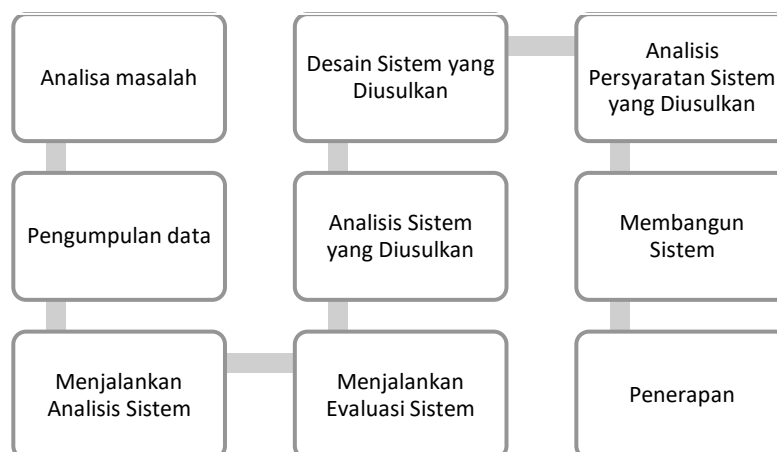 Analisa masalah
Pengumpulan data
Menjalankan
Analisis Sistem
Menjalankan
Evaluasi Sistem
Analisis Sistem
yang Diusulkan
Desain Sistem yang
Diusulkan
Analisis
Persyaratan Sistem
yang Diusulkan
Membangun
Sistem
Penerapan